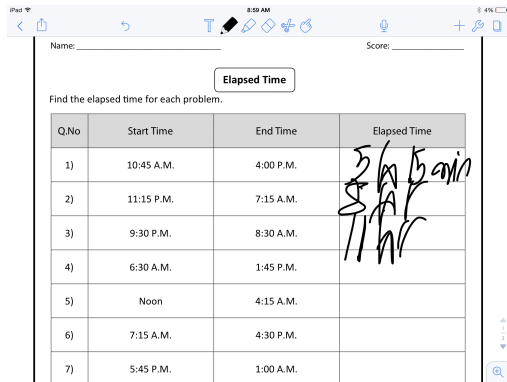 iPad
8:59 AM
4%
Name:
Score:
Elapsed Time
Find the elapsed time for each problem.
Q.No Start Time End Time Elapsed Time
1) 10:45 A.M. 4:00 P.M. 5 h 15 min
2) 11:15 P.M. 7:15 A.M. 8 hr
3) 9:30 P.M. 8:30 A.M. 11 hr
4) 6:30 A.M. 1:45 P.M.
5) Noon 4:15 A.M.
6) 7:15 A.M. 4:30 P.M.
7) 5:45 P.M. 1:00 A.M.